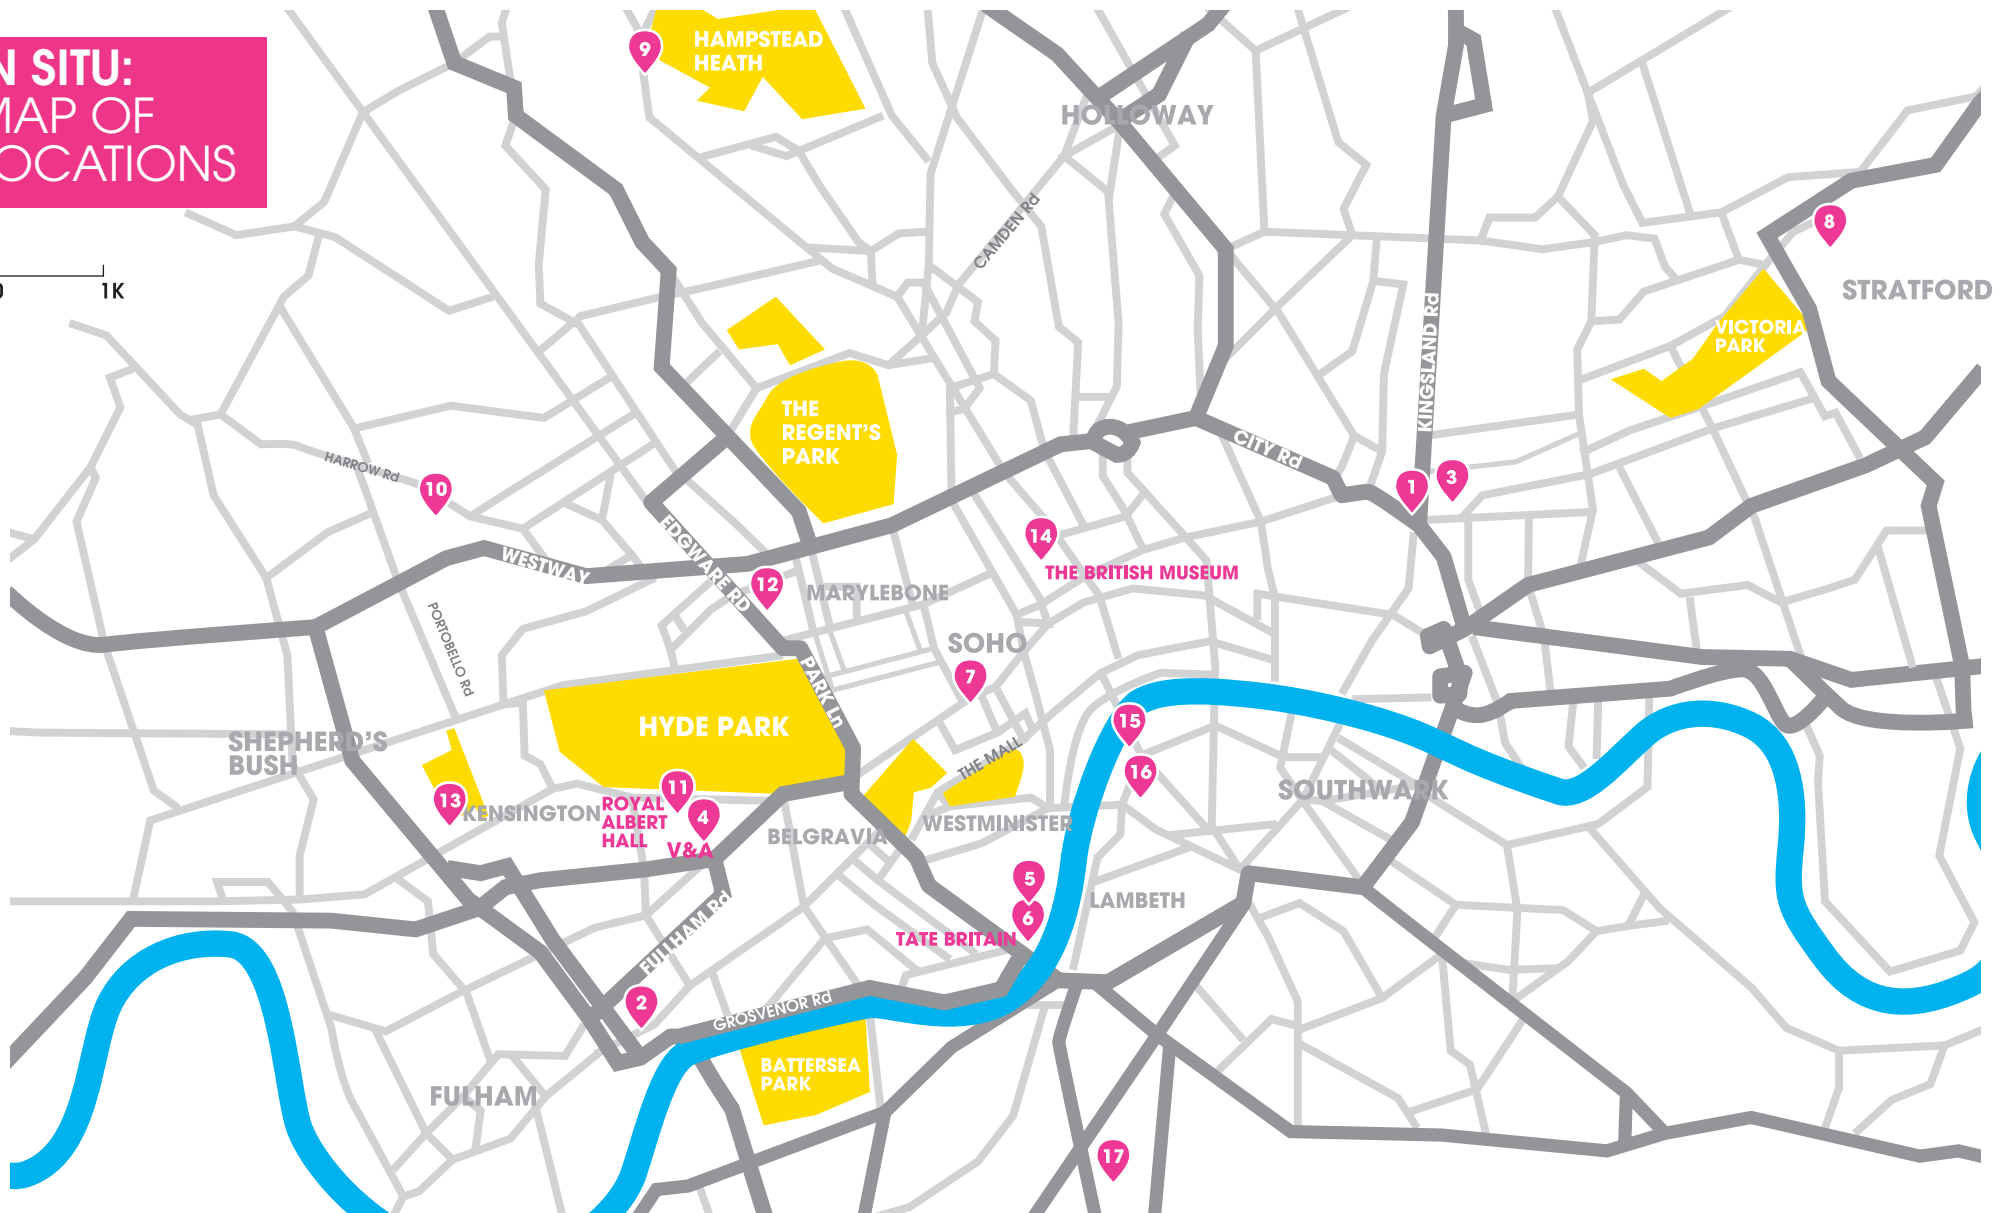 N SITU:
MAP OF
OCATIONS
1K
9
HAMPSTEAD
HEATH
HOLLOWAY
CAMDEN Rd
8
STRATFORD
KINGSLAND Rd
VICTORIA
PARK
THE
REGENT'S
PARK
HARROW Rd
10
CITY Rd
1
3
EDGWARE RD
WESTWAY
14
THE BRITISH MUSEUM
12
MARYLEBONE
PORTOBELLO Rd
SOHO
7
PARK Ln
HYDE PARK
15
SHEPHERD'S
BUSH
THE MALL
16
SOUTHWARK
13
KENSINGTON
11
ROYAL
ALBERT
HALL
4
V&A
BELGRAVIA
WESTMINISTER
5
6
LAMBETH
TATE BRITAIN
FULLHAM Rd
2
GROSVENOR Rd
BATTERSEA
PARK
FULHAM
17